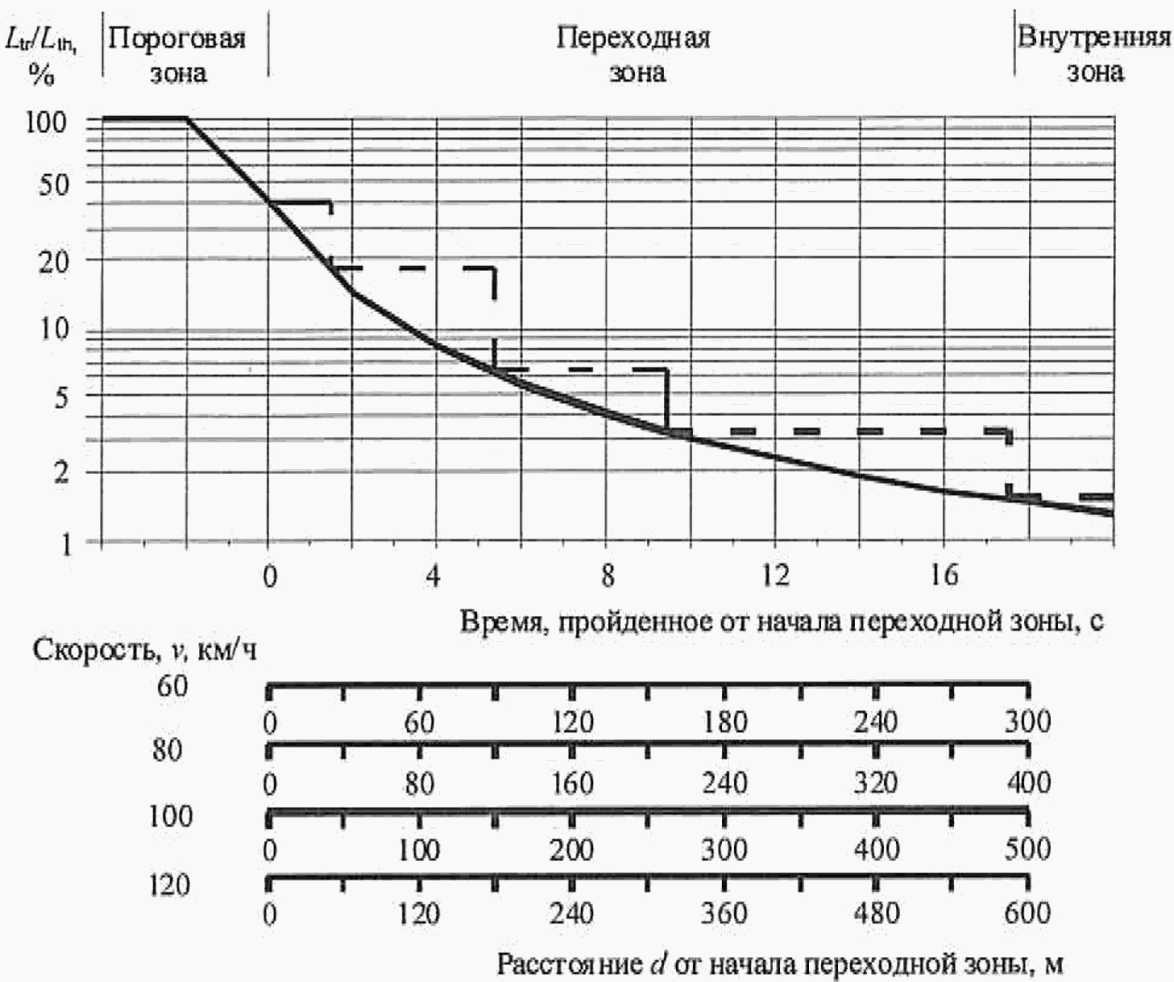 Ltr/Lth, %
Пороговая зона
Переходная зона
Внутренняя зона
100
50
20
10
5
2
1
0 4 8 12 16
Время, пройденное от начала переходной зоны, с
Скорость, v, км/ч
60
0 60 120 180 240 300
80
0 80 160 240 320 400
100
0 100 200 300 400 500
120
0 120 240 360 480 600
Расстояние d от начала переходной зоны, м